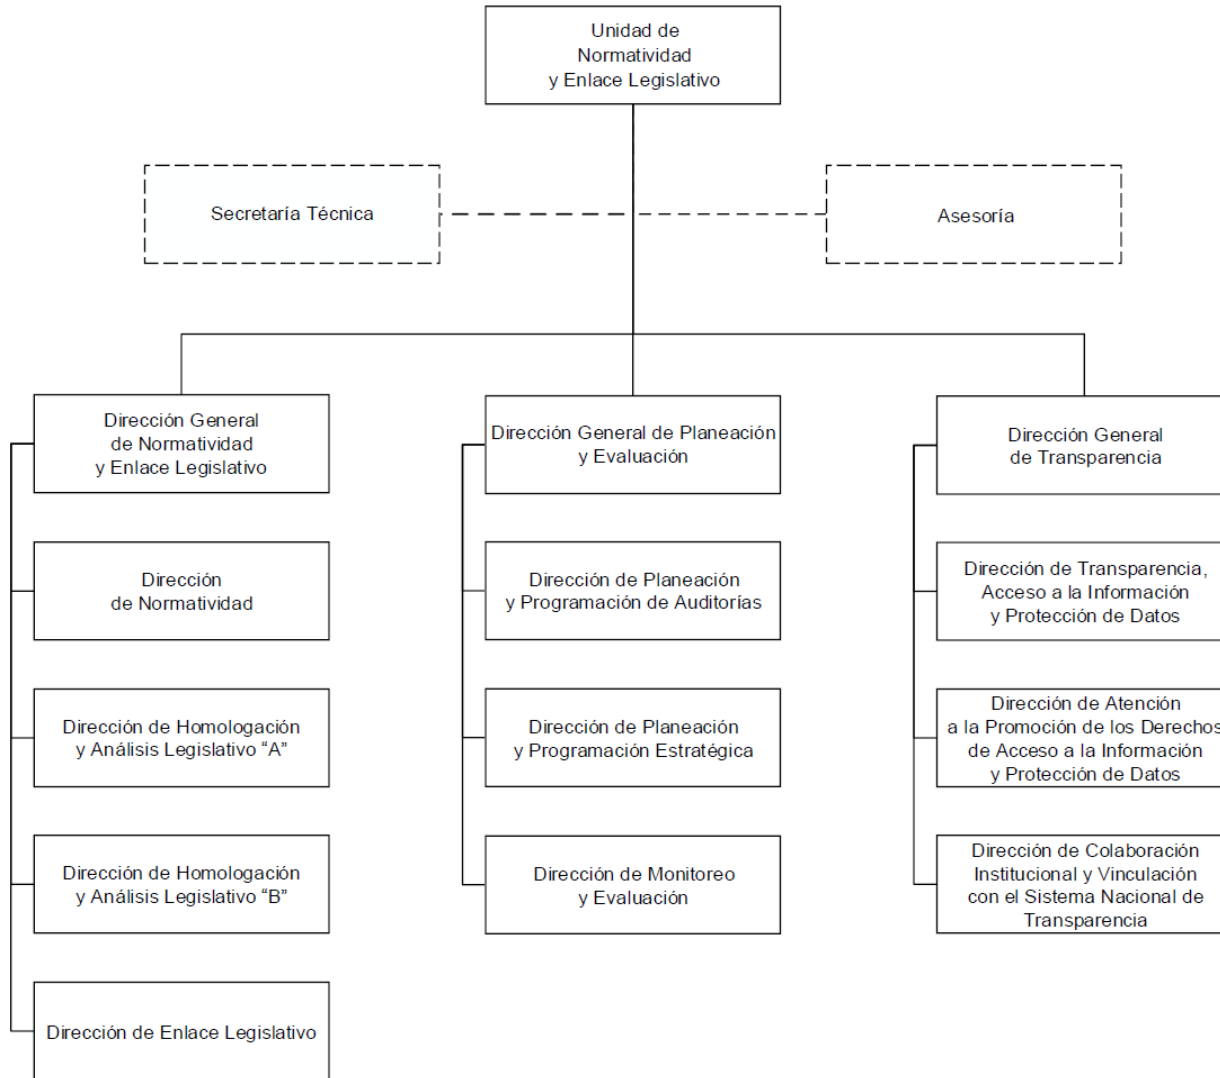 Unidad de
Normatividad
y Enlace Legislativo
Secretaría Técnica
Asesoría
Dirección General
de Normatividad
y Enlace Legislativo
Dirección
de Normatividad
Dirección de Homologación
y Análisis Legislativo “A”
Dirección de Homologación
y Análisis Legislativo “B”
Dirección de Enlace Legislativo
Dirección General de Planeación
y Evaluación
Dirección de Planeación
y Programación de Auditorías
Dirección de Planeación
y Programación Estratégica
Dirección de Monitoreo
y Evaluación
Dirección General
de Transparencia
Dirección de Transparencia,
Acceso a la Información
y Protección de Datos
Dirección de Atención
a la Promoción de los Derechos
de Acceso a la Información
y Protección de Datos
Dirección de Colaboración
Institucional y Vinculación
con el Sistema Nacional de
Transparencia